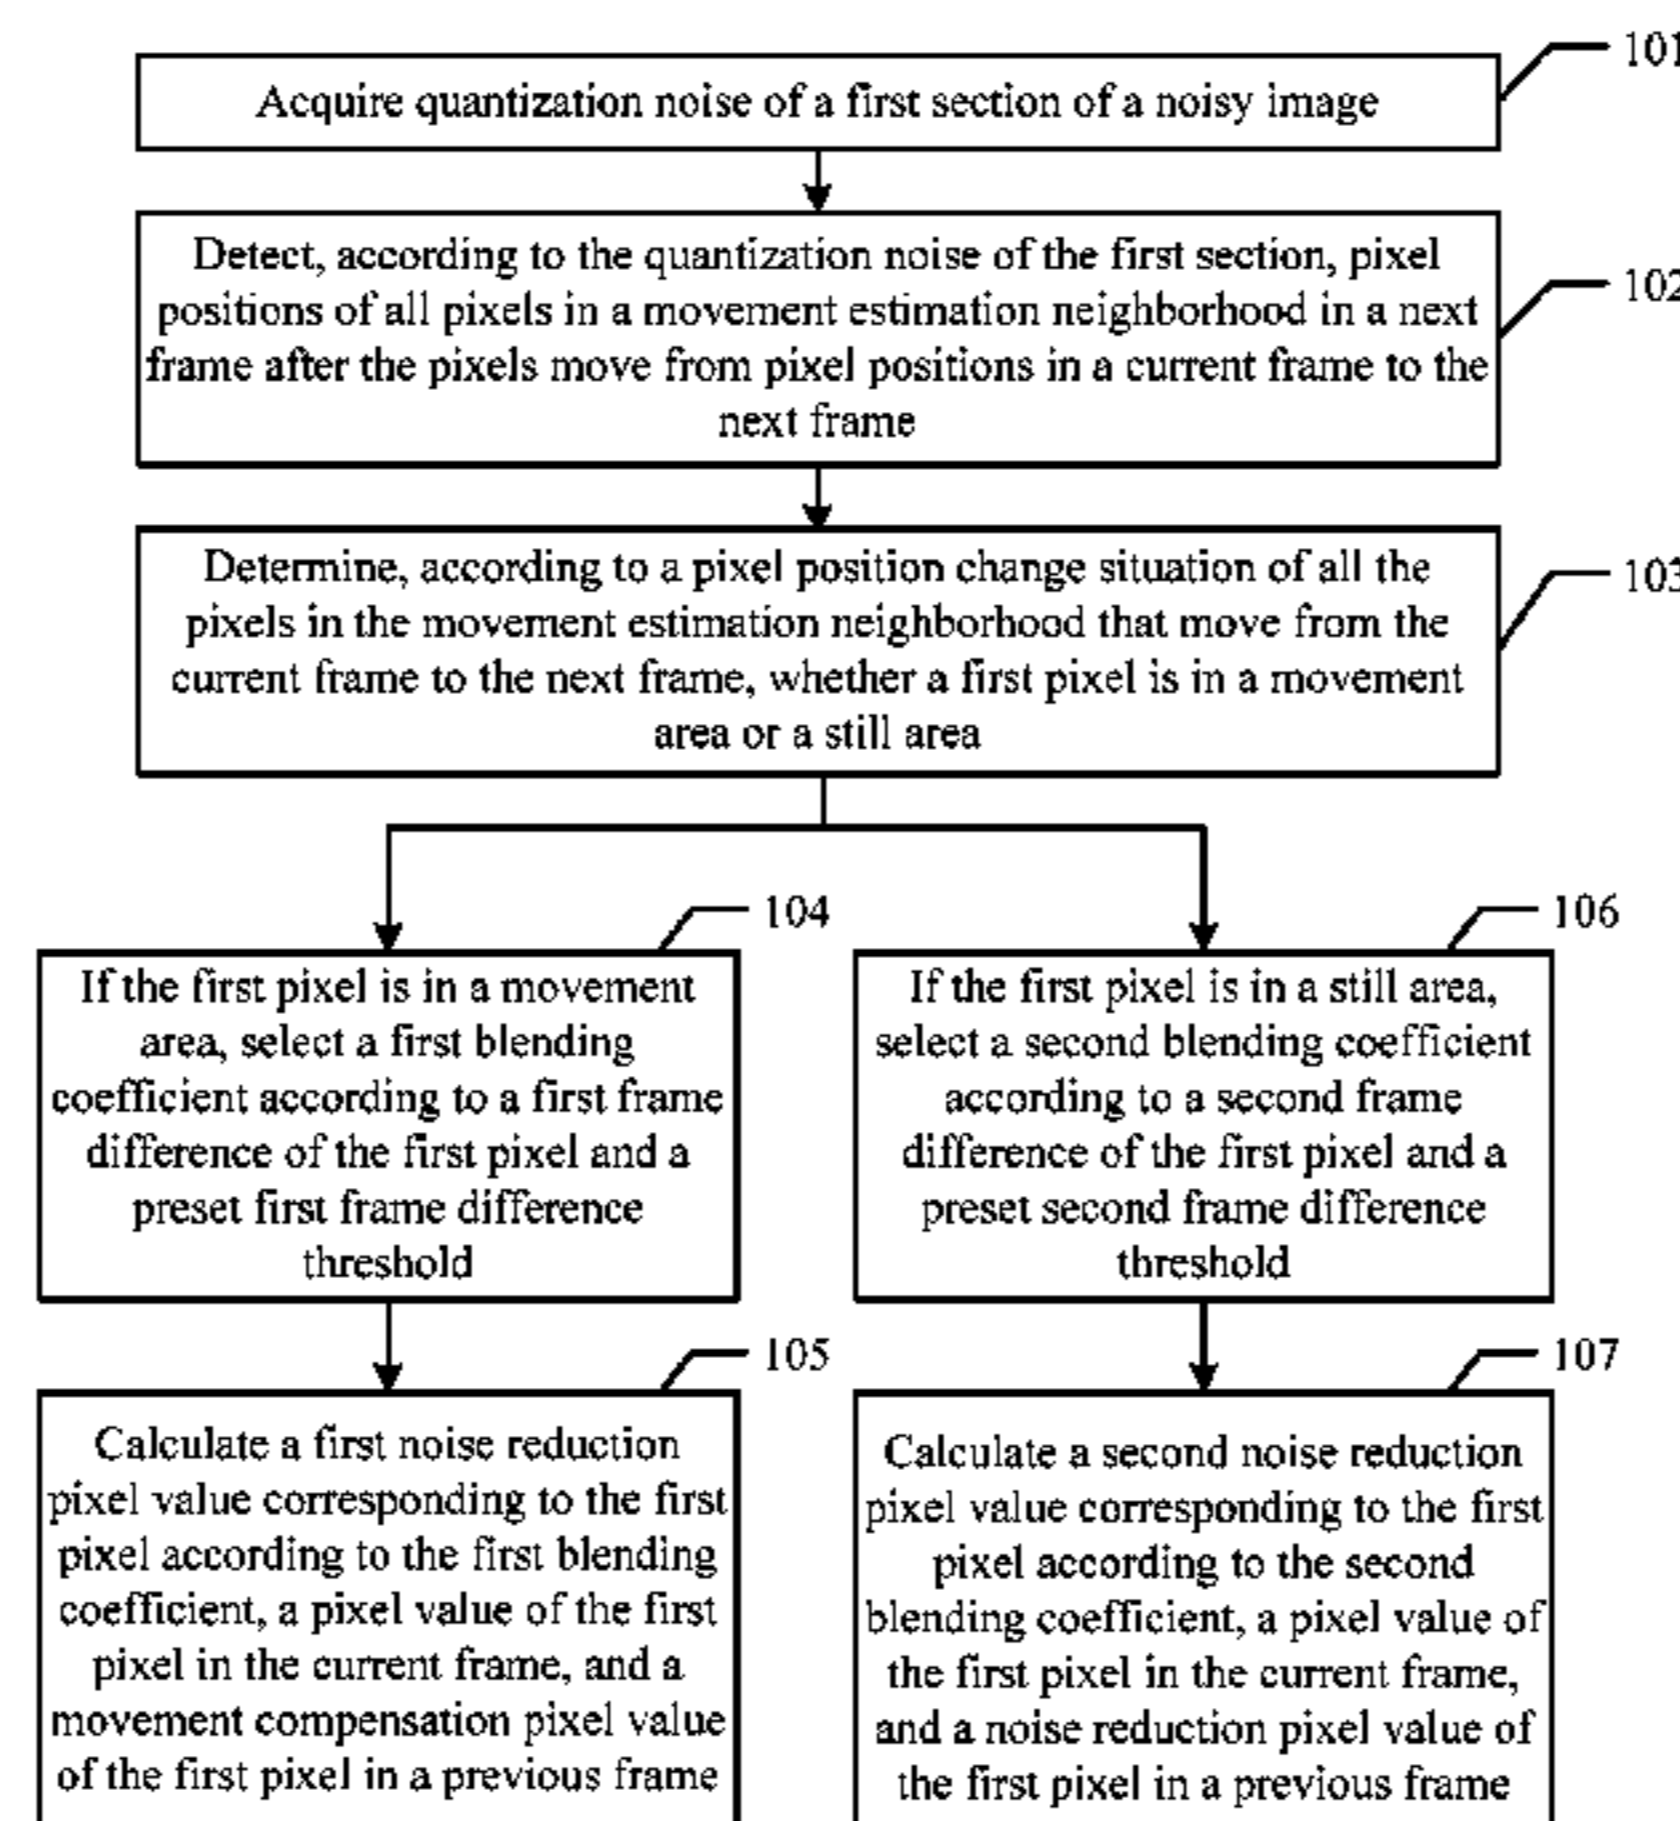 101
Acquire quantization noise of a first section of a noisy image
102
Detect, according to the quantization noise of the first section, pixel
positions of all pixels in a movement estimation neighborhood in a next
frame after the pixels move from pixel positions in a current frame to the
next frame
103
Determine, according to a pixel position change situation of all the
pixels in the movement estimation neighborhood that move from the
current frame to the next frame, whether a first pixel is in a movement
area or a still area
104
If the first pixel is in a movement
area, select a first blending
coefficient according to a first frame
difference of the first pixel and a
preset first frame difference
threshold
106
If the first pixel is in a still area,
select a second blending coefficient
according to a second frame
difference of the first pixel and a
preset second frame difference
threshold
105
Calculate a first noise reduction
pixel value corresponding to the first
pixel according to the first blending
coefficient, a pixel value of the first
pixel in the current frame, and a
movement compensation pixel value
of the first pixel in a previous frame
107
Calculate a second noise reduction
pixel value corresponding to the first
pixel according to the second
blending coefficient, a pixel value of
the first pixel in the current frame,
and a noise reduction pixel value of
the first pixel in a previous frame